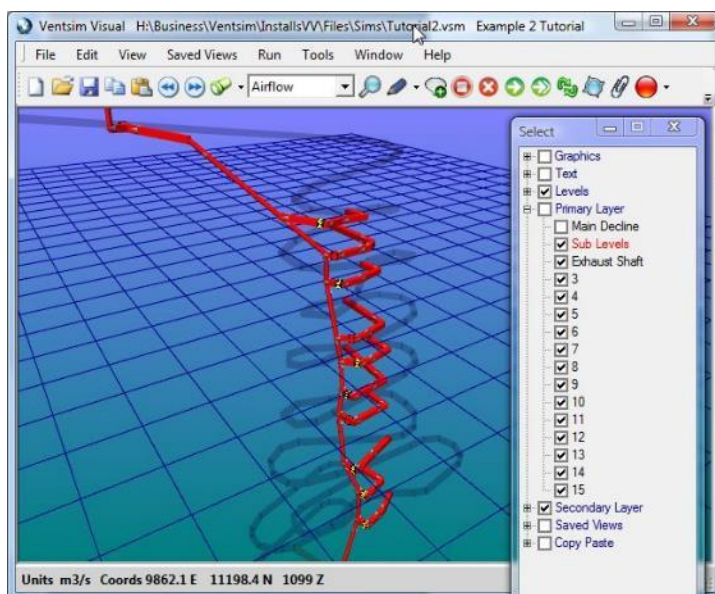 Ventsim Visual H:\Business\Ventsim\InstallsVV\Files\Sims\Tutorial2.vsm Example 2 Tutorial
File Edit View Saved Views Run Tools Window Help
Airflow
Select
Graphics
Text
Levels
Primary Layer
Main Decline
Sub Levels
Exhaust Shaft
3
4
5
6
7
8
9
10
11
12
13
14
15
Secondary Layer
Saved Views
Copy Paste
Units m3/s Coords 9862.1 E 11198.4 N 1099 Z